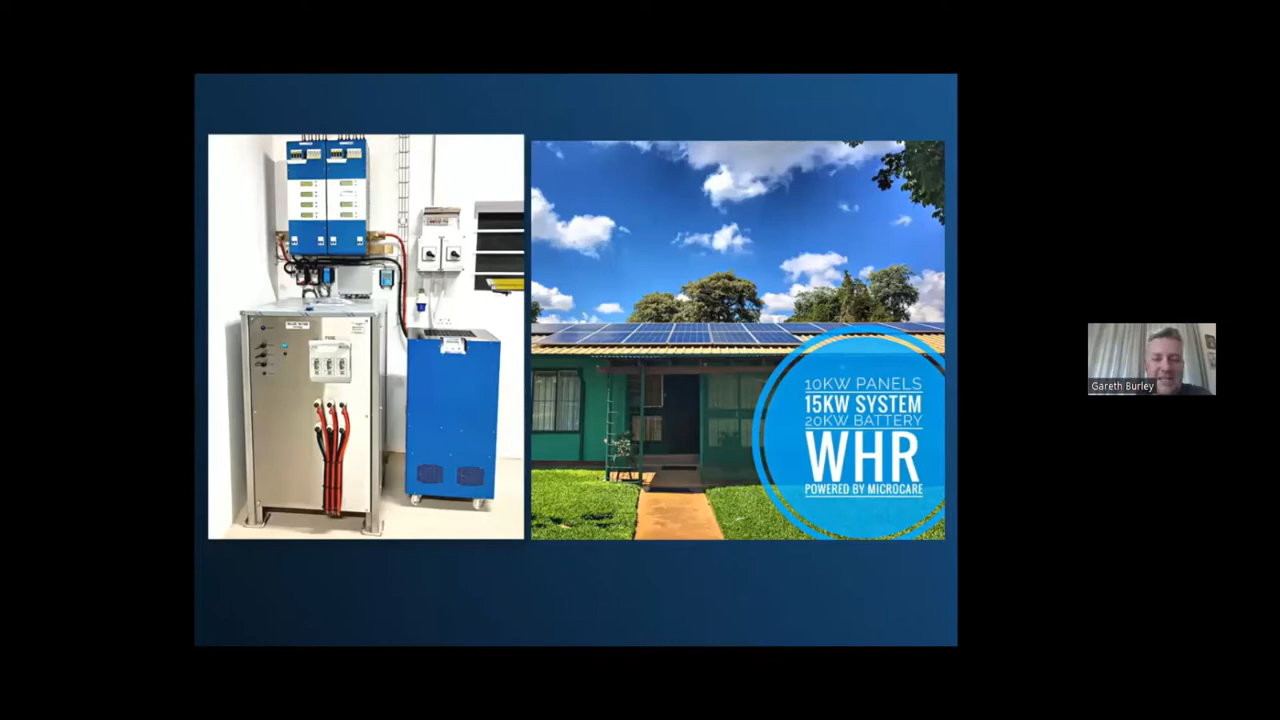 10KW PANELS
15KW SYSTEM
20KW BATTERY
WHR
POWERED BY MICROCARE
Gareth Burley